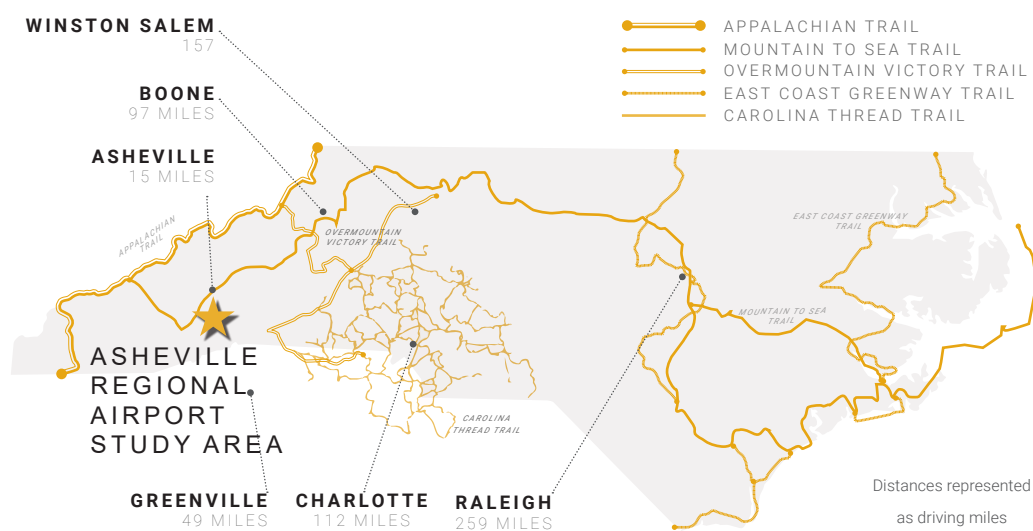 WINSTON SALEM
157
BOONE
97 MILES
ASHEVILLE
15 MILES
APPALACHIAN TRAIL
MOUNTAIN TO SEA TRAIL
OVERMOUNTAIN VICTORY TRAIL
EAST COAST GREENWAY TRAIL
CAROLINA THREAD TRAIL
APPALACHIAN
TRAIL
OVERMOUNTAIN
VICTORY TRAIL
EAST COAST GREENWAY
TRAIL
MOUNTAIN TO SEA
TRAIL
ASHEVILLE
REGIONAL
AIRPORT
STUDY AREA
CAROLINA
THREAD TRAIL
GREENVILLE
49 MILES
CHARLOTTE
112 MILES
RALEIGH
259 MILES
Distances represented
as driving miles